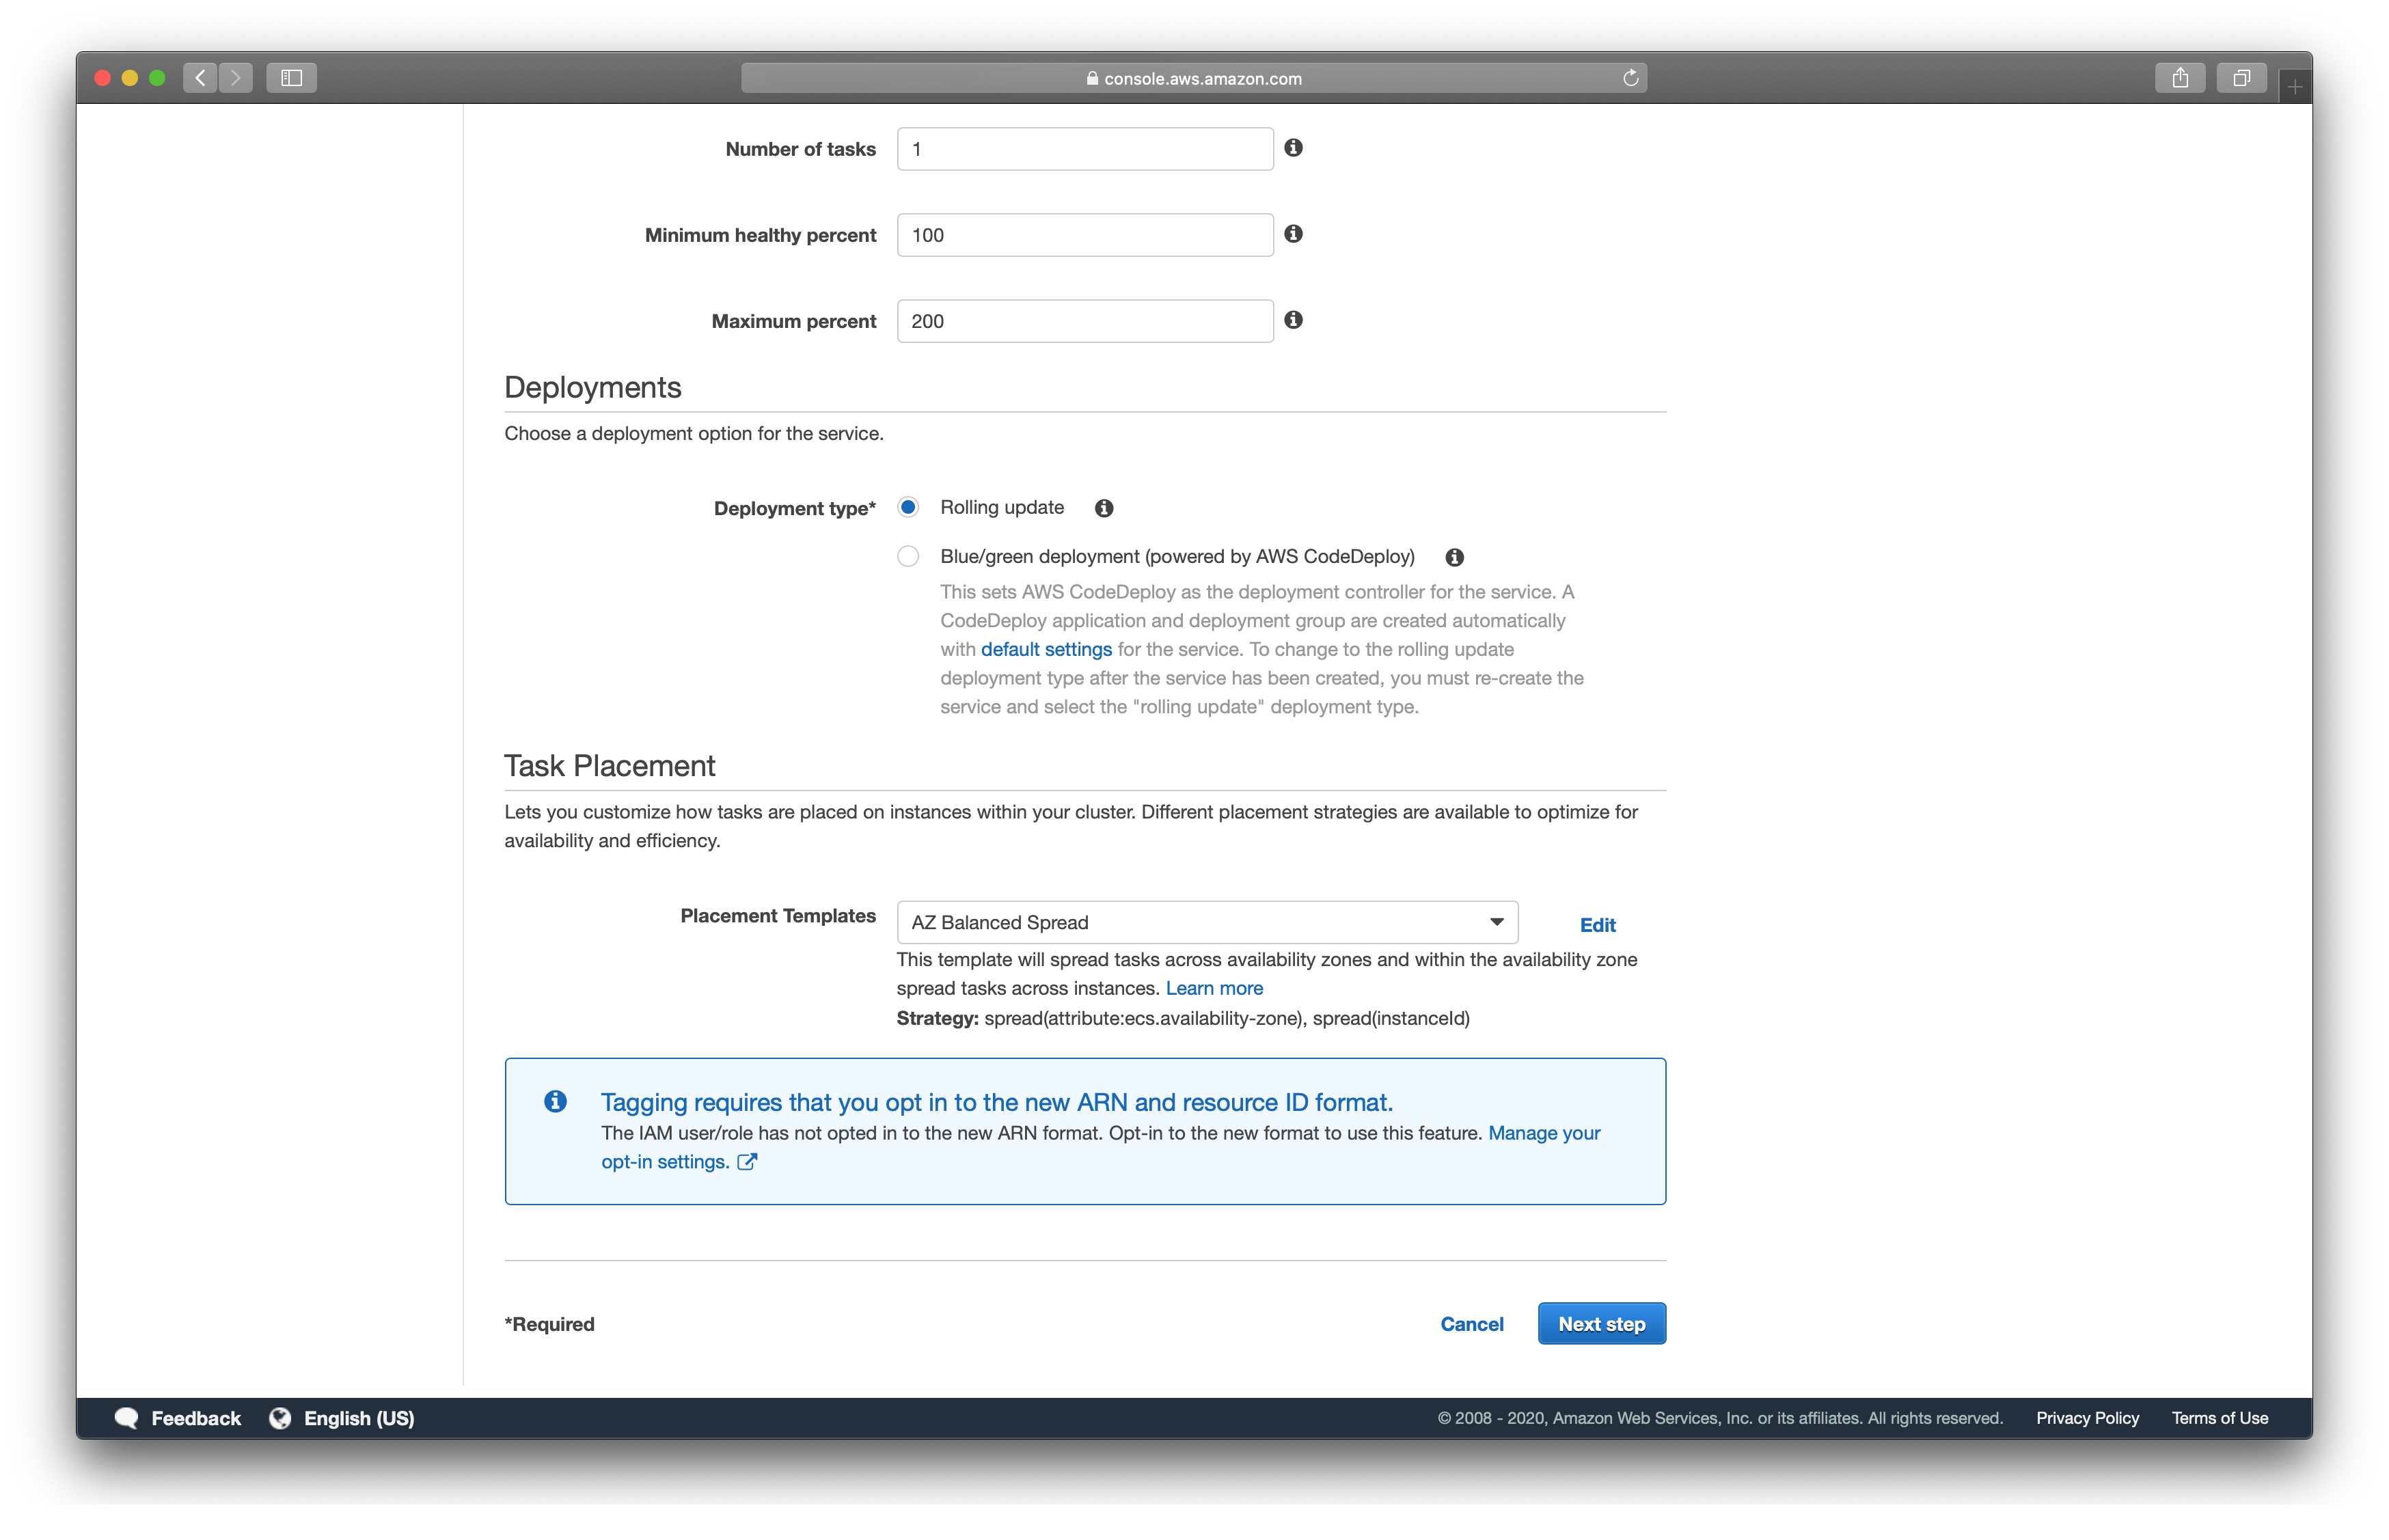 console.aws.amazon.com
Number of tasks 1
Minimum healthy percent 100
Maximum percent 200
Deployments
Choose a deployment option for the service.
Deployment type* Rolling update
Blue/green deployment (powered by AWS CodeDeploy)
This sets AWS CodeDeploy as the deployment controller for the service. A
CodeDeploy application and deployment group are created automatically
with default settings for the service. To change to the rolling update
deployment type after the service has been created, you must re-create the
service and select the "rolling update" deployment type.
Task Placement
Lets you customize how tasks are placed on instances within your cluster. Different placement strategies are available to optimize for
availability and efficiency.
Placement Templates AZ Balanced Spread Edit
This template will spread tasks across availability zones and within the availability zone
spread tasks across instances. Learn more
Strategy: spread(attribute:ecs.availability-zone), spread(instanceId)
Tagging requires that you opt in to the new ARN and resource ID format.
The IAM user/role has not opted in to the new ARN format. Opt-in to the new format to use this feature. Manage your
opt-in settings.
*Required Cancel Next step
Feedback English (US) © 2008 - 2020, Amazon Web Services, Inc. or its affiliates. All rights reserved. Privacy Policy Terms of Use